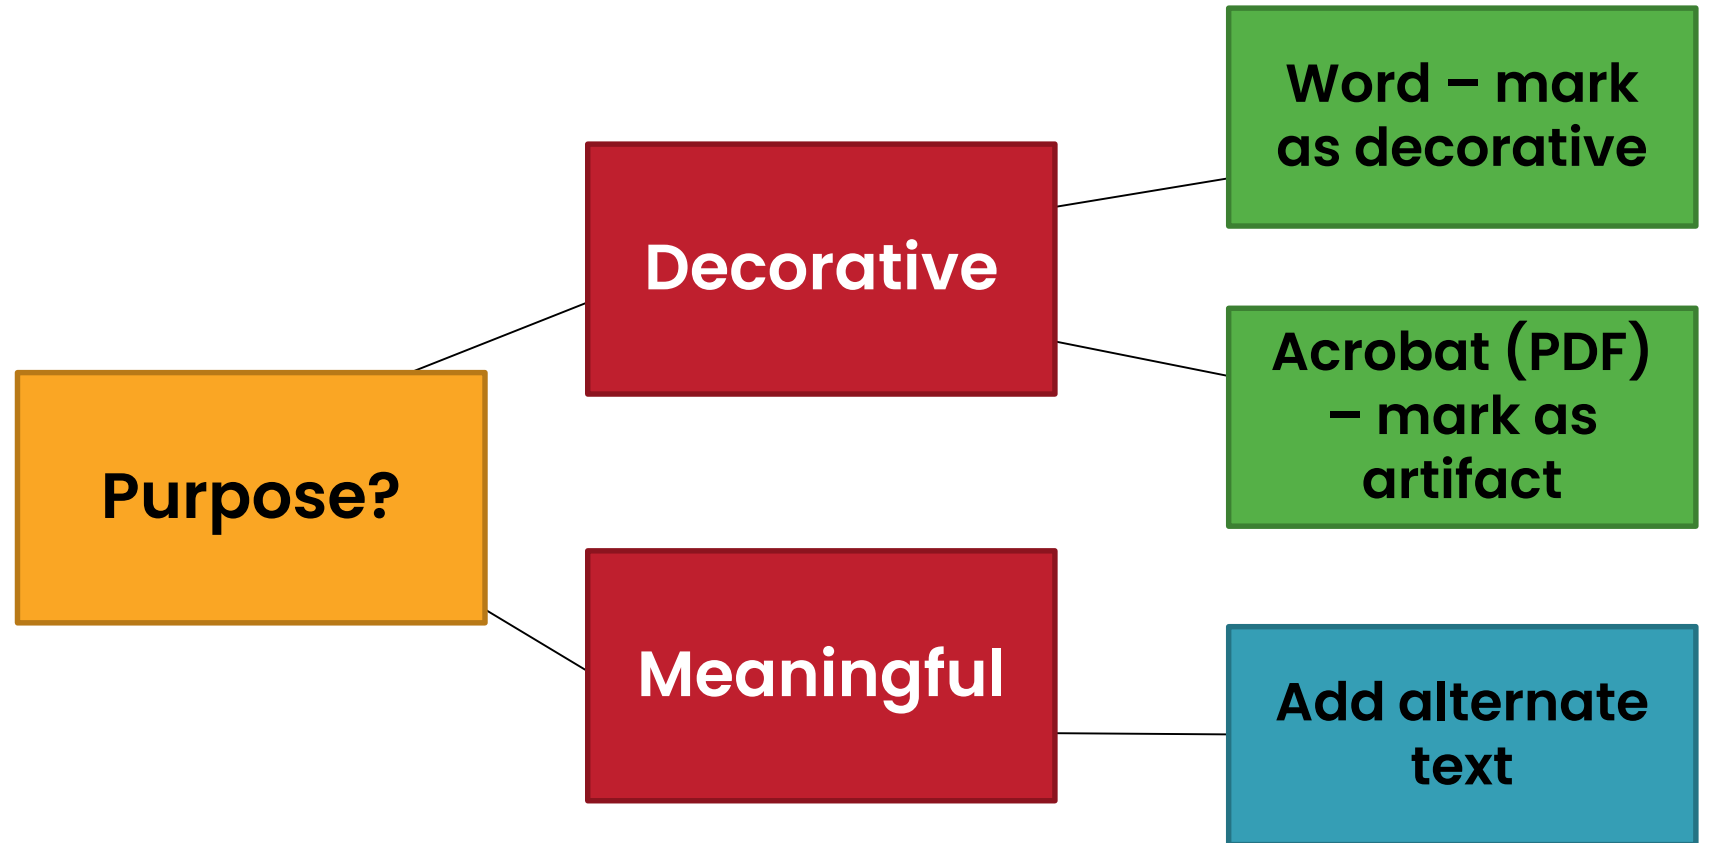 Purpose?
Decorative
Word – mark
as decorative
Acrobat (PDF)
– mark as
artifact
Meaningful
Add alternate
text